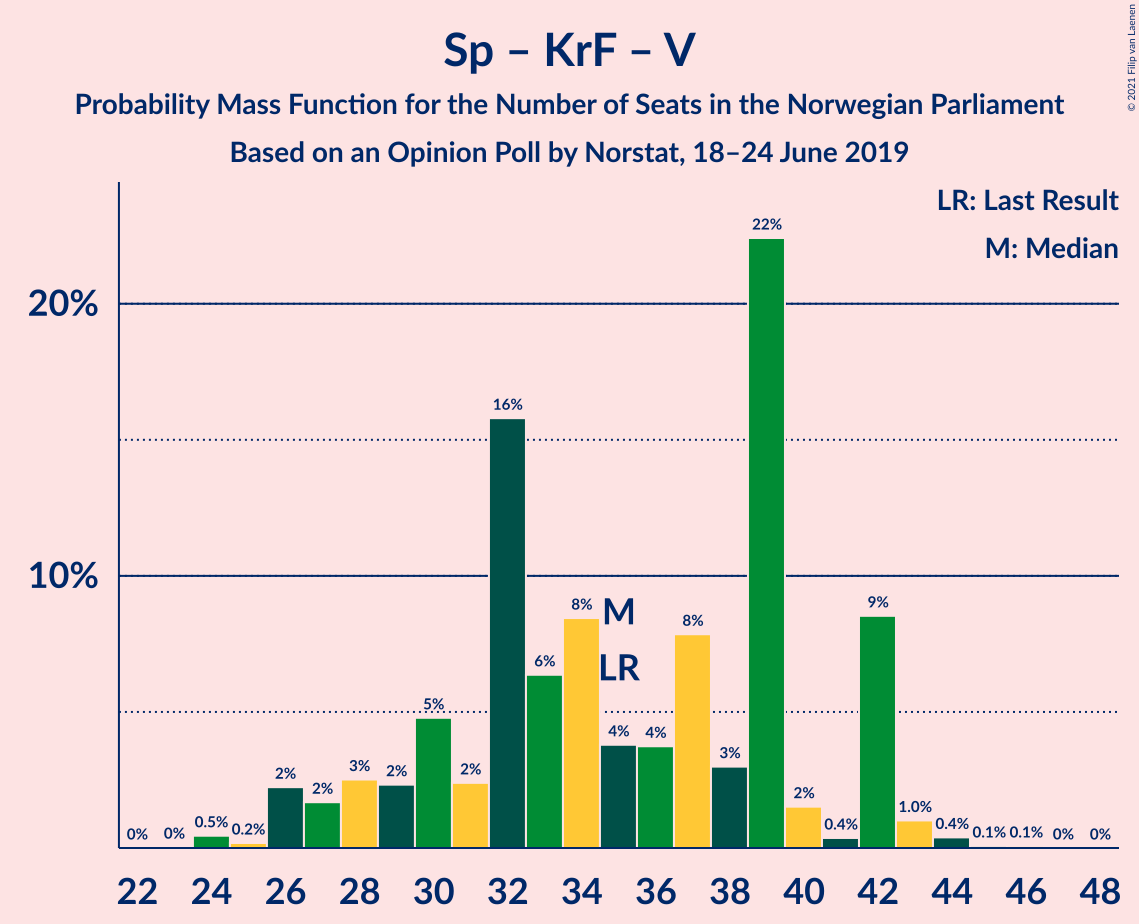 © 2021 Filip van Laenen
Sp – KrF – V
Probability Mass Function for the Number of Seats in the Norwegian Parliament
Based on an Opinion Poll by Norstat, 18–24 June 2019
LR: Last Result
M: Median
20%
10%
0% 0% 0.5% 0.2% 2% 2% 3% 2% 5% 2% 16% 6% 8% 4% 4% 8% 3% 22% 2% 0.4% 9% 1.0% 0.4% 0.1% 0.1% 0% 0%
M
LR
22 24 26 28 30 32 34 36 38 40 42 44 46 48